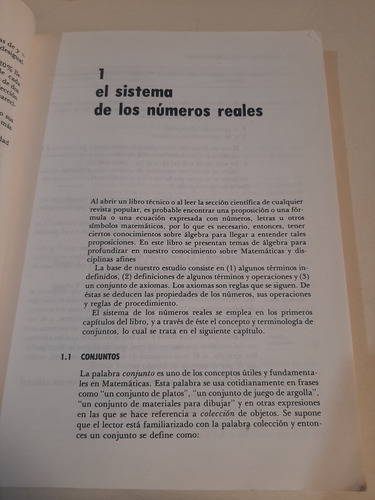 as de y –
desigual
cada
de dos
lección
areci
su
más
dad
1
el sistema
de los números reales
Al abrir un libro técnico o al leer la sección científica de cualquier
revista popular, es probable encontrar una proposición o una fór-
mula o una ecuación expresada con números, letras u otros
símbolos matemáticos, por lo que es necesario, entonces, tener
ciertos conocimientos sobre álgebra para llegar a entender tales
proposiciones. En este libro se presentan temas de álgebra para
profundizar en nuestro conocimiento sobre Matemáticas y dis-
ciplinas afines
La base de nuestro estudio consiste en (1) algunos términos in-
definidos, (2) definiciones de algunos términos y operaciones y (3)
un conjunto de axiomas. Los axiomas son reglas que se siguen. De
éstas se deducen las propiedades de los números, sus operaciones
y reglas de procedimiento.
El sistema de los números reales se emplea en los primeros
capítulos del libro, y a través de éste el concepto y terminología de
conjuntos, lo cual se trata en el siguiente capítulo.
1.1 CONJUNTOS
La palabra conjunto es uno de los conceptos útiles y fundamenta-
les en Matemáticas. Esta palabra se usa cotidianamente en frases
como "un conjunto de platos", "un conjunto de juego de argolla",
"un conjunto de materiales para dibujar" y en otras expresiones
en las que se hace referencia a colección de objetos. Se supone
que el lector está familiarizado con la palabra colección y enton-
ces un conjunto se define como: